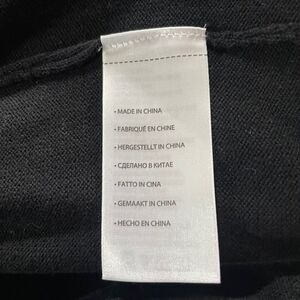 • MADE IN CHINA
• FABRIQUÉ EN CHINE
• HERGESTELLT IN CHINA
• СДЕЛАНО В КИТАЕ
• FATTO IN CINA
• GEMAAKT IN CHINA
• HECHO EN CHINA